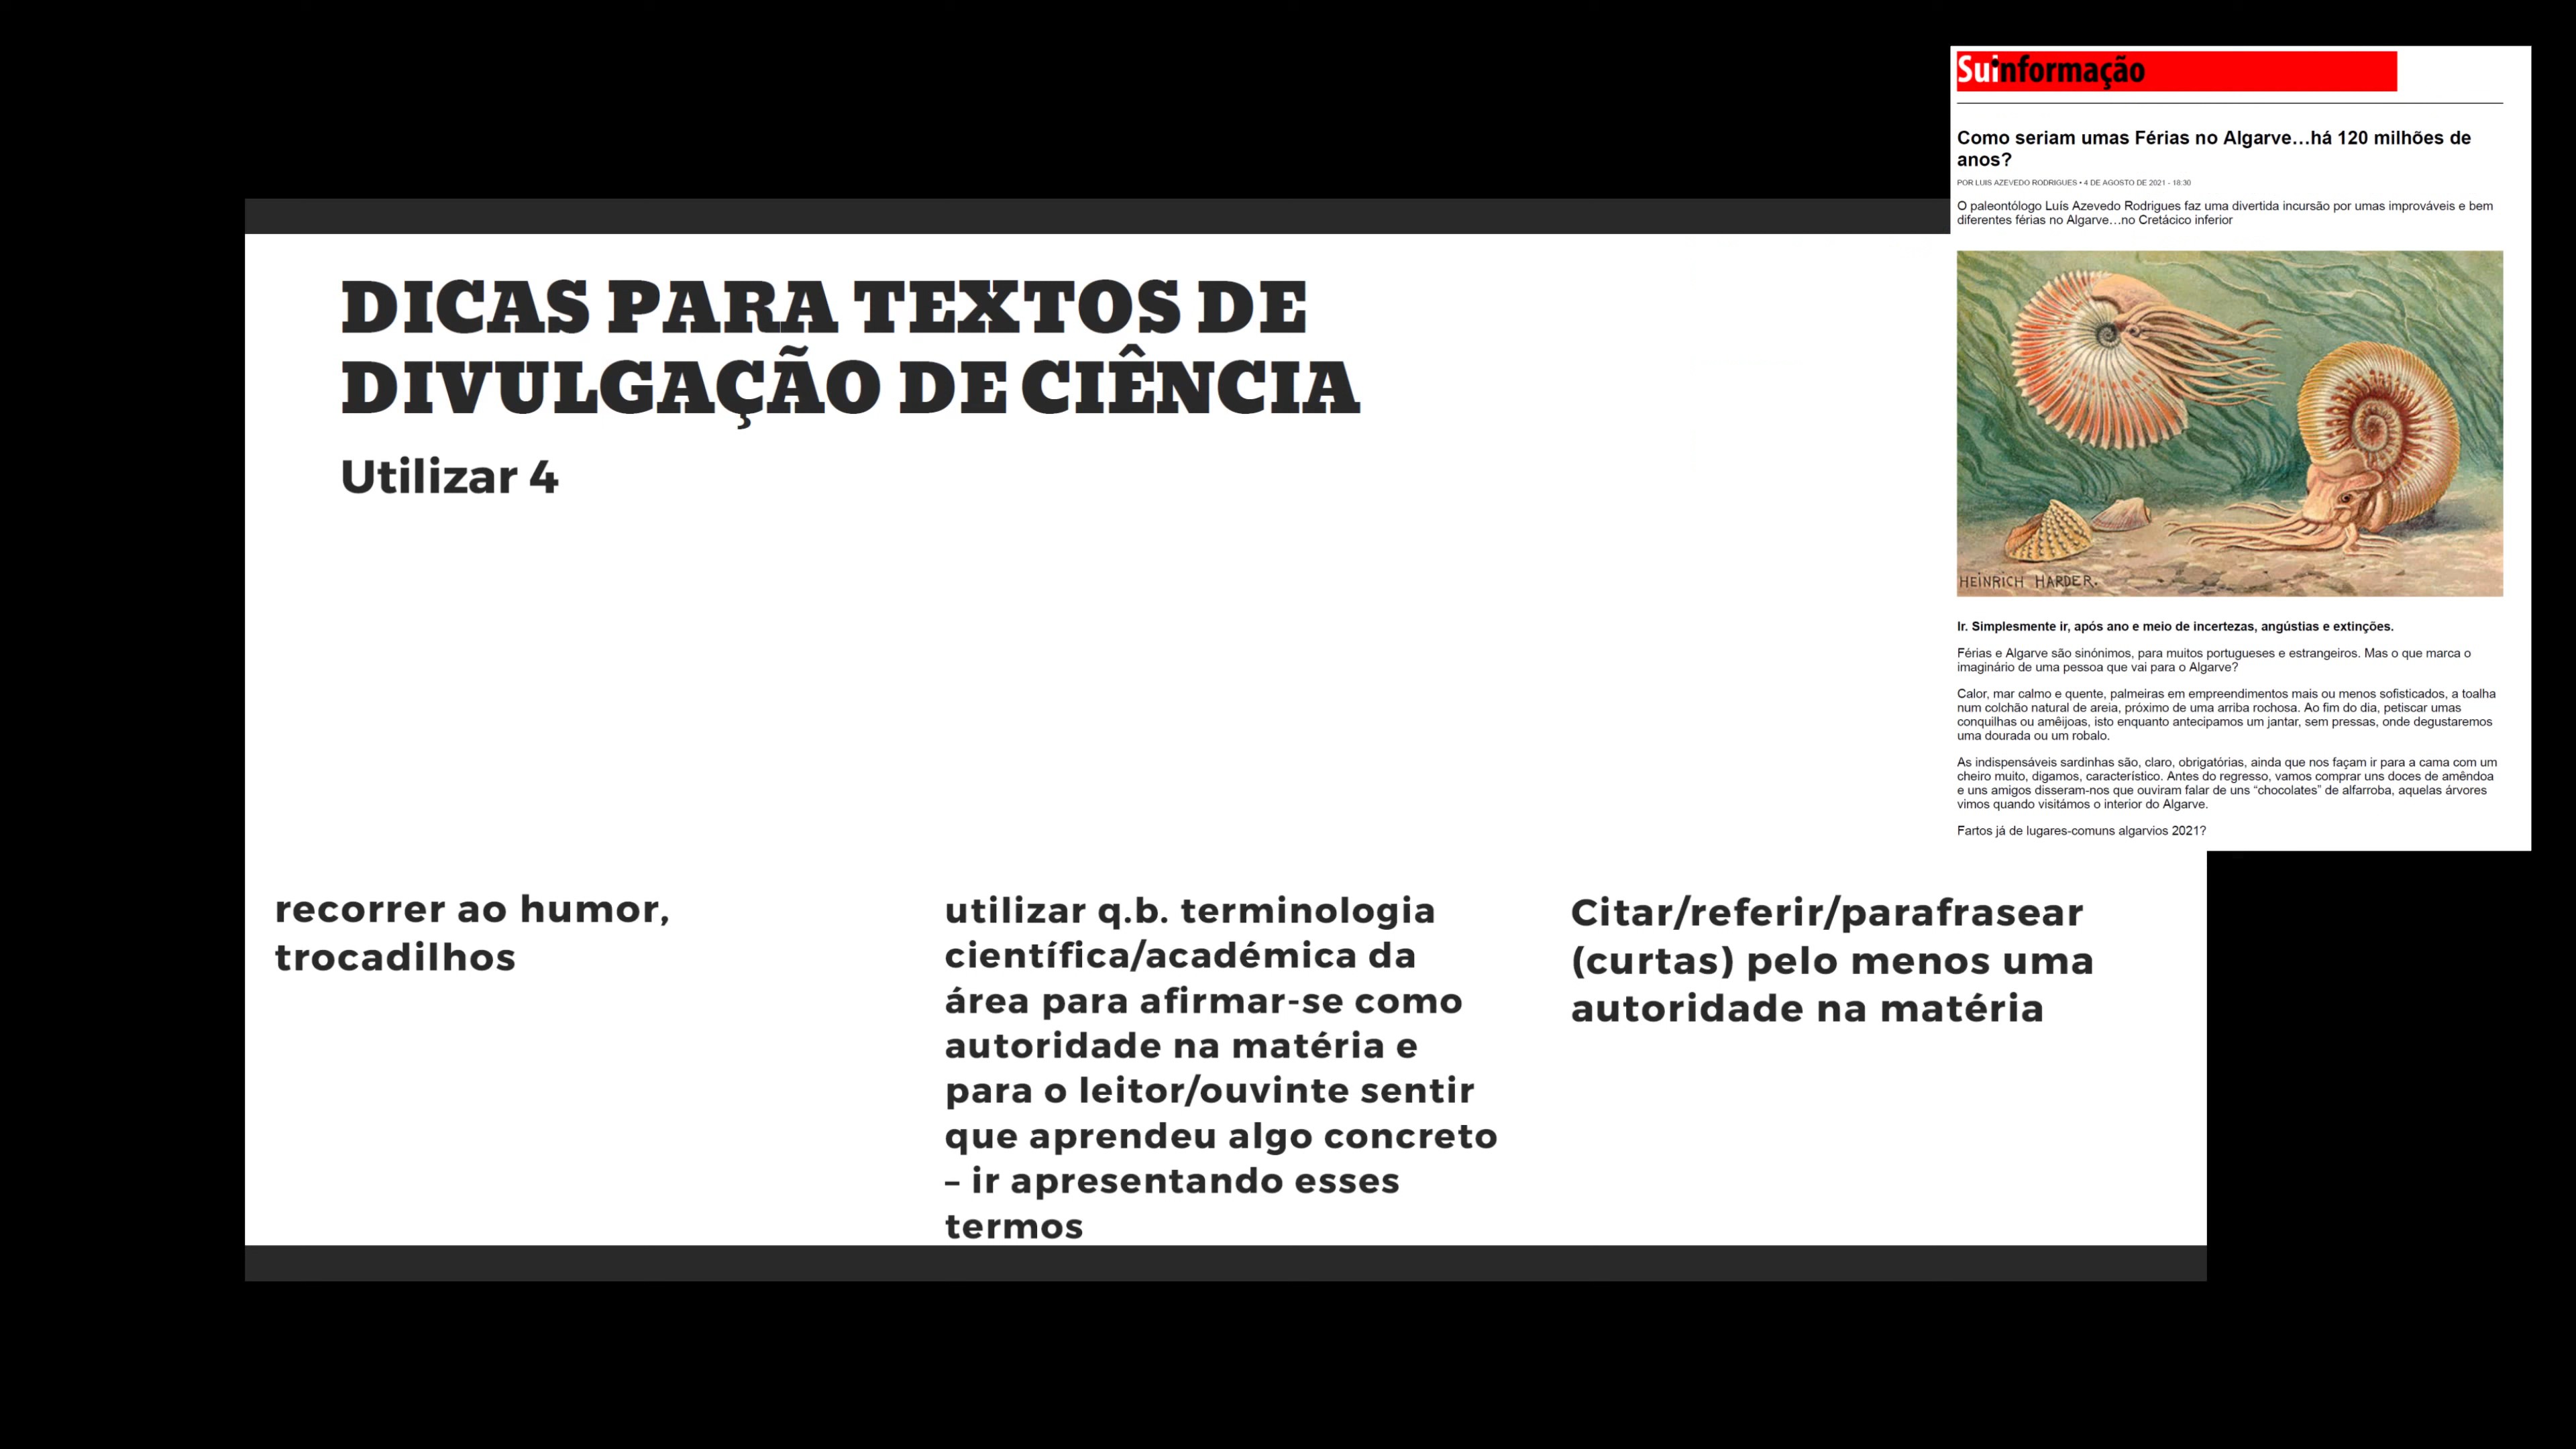 DICAS PARA TEXTOS DE
DIVULGAÇÃO DE CIÊNCIA
Utilizar 4
recorrer ao humor,
trocadilhos
utilizar q.b. terminologia
científica/académica da
área para afirmar-se como
autoridade na matéria e
para o leitor/ouvinte sentir
que aprendeu algo concreto
– ir apresentando esses
termos
Citar/referir/parafrasear
(curtas) pelo menos uma
autoridade na matéria
Suinformação
Como seriam umas Férias no Algarve…há 120 milhões de
anos?
POR LUIS AZEVEDO RODRIGUES • 4 DE AGOSTO DE 2021 - 18:30
O paleontólogo Luís Azevedo Rodrigues faz uma divertida incursão por umas improváveis e bem
diferentes férias no Algarve…no Cretácico inferior
HEINRICH HARDER.
Ir. Simplesmente ir, após ano e meio de incertezas, angústias e extinções.
Férias e Algarve são sinónimos, para muitos portugueses e estrangeiros. Mas o que marca o
imaginário de uma pessoa que vai para o Algarve?
Calor, mar calmo e quente, palmeiras em empreendimentos mais ou menos sofisticados, a toalha
num colchão natural de areia, próximo de uma arriba rochosa. Ao fim do dia, petiscar umas
conquilhas ou amêijoas, isto enquanto antecipamos um jantar, sem pressas, onde degustaremos
uma dourada ou um robalo.
As indispensáveis sardinhas são, claro, obrigatórias, ainda que nos façam ir para a cama com um
cheiro muito, digamos, característico. Antes do regresso, vamos comprar uns doces de amêndoa
e uns amigos disseram-nos que ouviram falar de uns “chocolates” de alfarroba, aquelas árvores
vimos quando visitámos o interior do Algarve.
Fartos já de lugares-comuns algarvios 2021?